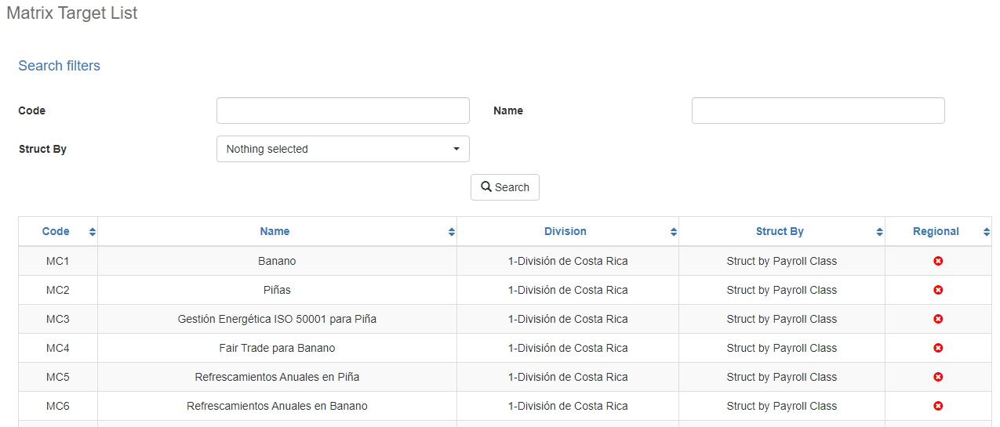 Matrix Target List
Search filters
Code Name
Struct By Nothing selected
Search
Code Name Division Struct By Regional
MC1 Banano 1-División de Costa Rica Struct by Payroll Class
MC2 Piñas 1-División de Costa Rica Struct by Payroll Class
MC3 Gestión Energética ISO 50001 para Piña 1-División de Costa Rica Struct by Payroll Class
MC4 Fair Trade para Banano 1-División de Costa Rica Struct by Payroll Class
MC5 Refrescamientos Anuales en Piña 1-División de Costa Rica Struct by Payroll Class
MC6 Refrescamientos Anuales en Banano 1-División de Costa Rica Struct by Payroll Class